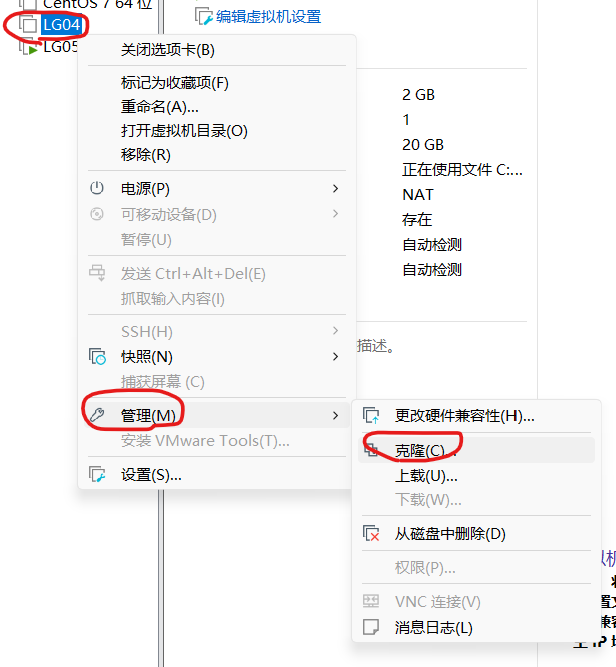 CentOS 7 64 位
编辑虚拟机设置
LG04
LG05
关闭选项卡(B)
标记为收藏项(F)
2 GB
重命名(A)...
1
打开虚拟机目录(O)
20 GB
移除(R)
正在使用文件 C:...
电源(P)
NAT
可移动设备(D)
存在
暂停(U)
自动检测
发送 Ctrl+Alt+Del(E)
自动检测
抓取输入内容(I)
SSH(H)
描述。
快照(N)
捕获屏幕 (C)
管理(M)
更改硬件兼容性(H)...
安装 VMware Tools(T)...
克隆(C)...
设置(S)...
上载(U)...
下载(W)...
从磁盘中删除(D)
权限(P)...
VNC 连接(V)
消息日志(L)